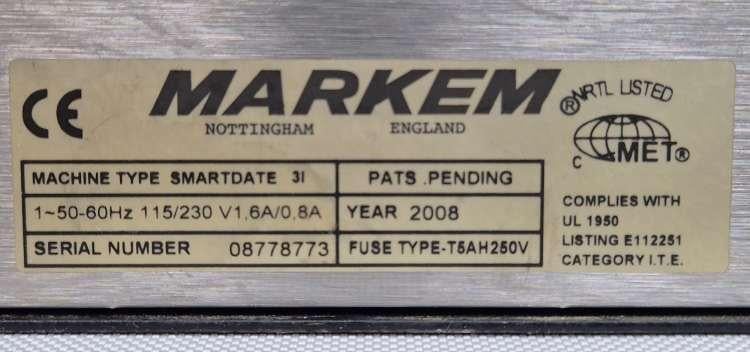 CE
MARKEM ®
NOTTINGHAM ENGLAND
MACHINE TYPE SMARTDATE 3I
PATS .PENDING
1~50-60Hz 115/230 V1,6A/0,8A
YEAR 2008
SERIAL NUMBER 08778773
FUSE TYPE-T5AH250V
NRTL LISTED
C MET®
COMPLIES WITH
UL 1950
LISTING E112251
CATEGORY I.T.E.